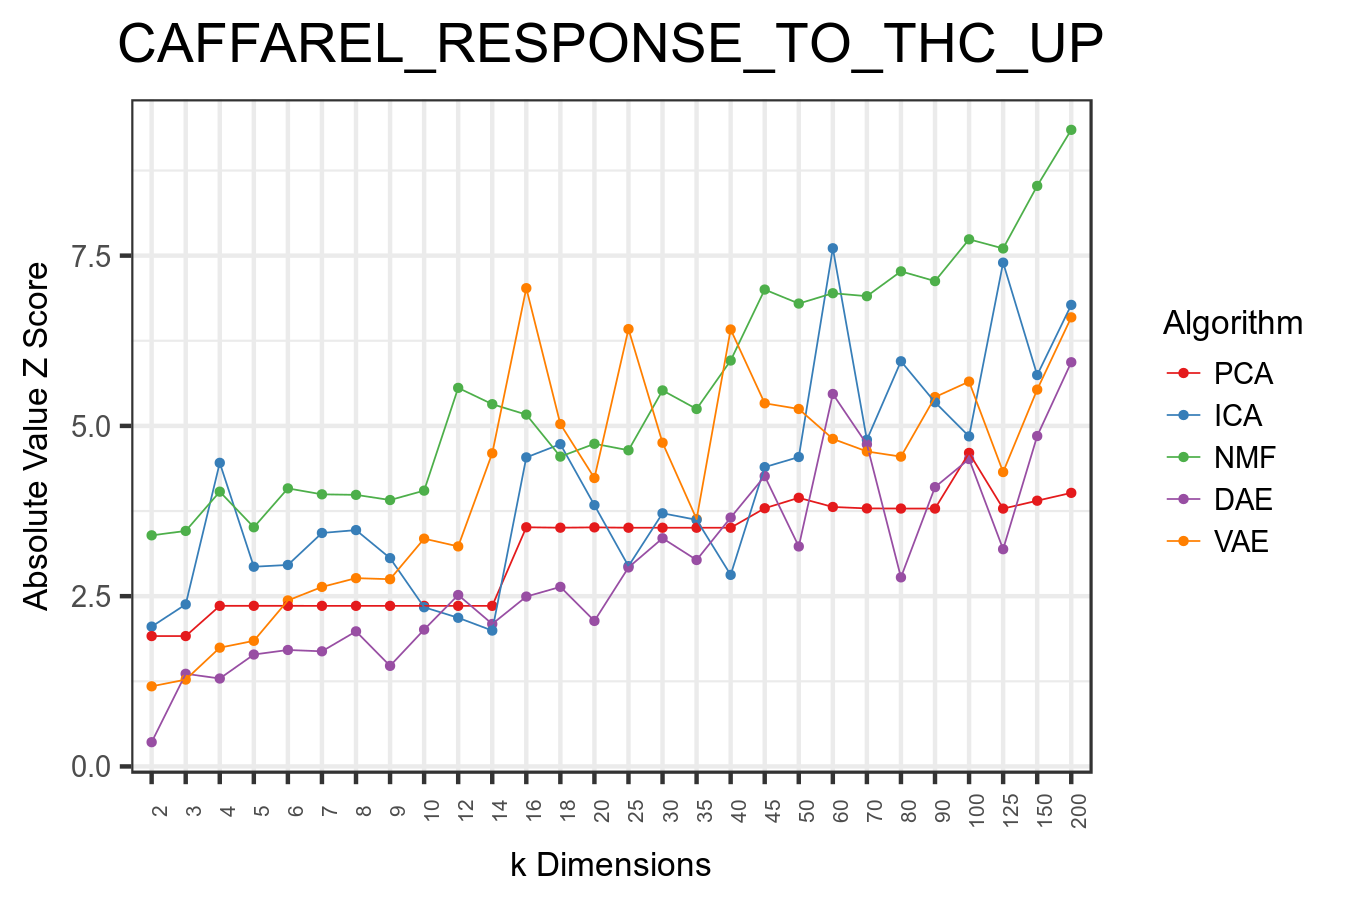 CAFFAREL_RESPONSE_TO_THC_UP
Absolute Value Z Score
7.5
5.0
2.5
0.0
2 3 4 5 6 7 8 9 10 12 14 16 18 20 25 30 35 40 45 50 60 70 80 90 100 125 150 200
k Dimensions
Algorithm
PCA
ICA
NMF
DAE
VAE